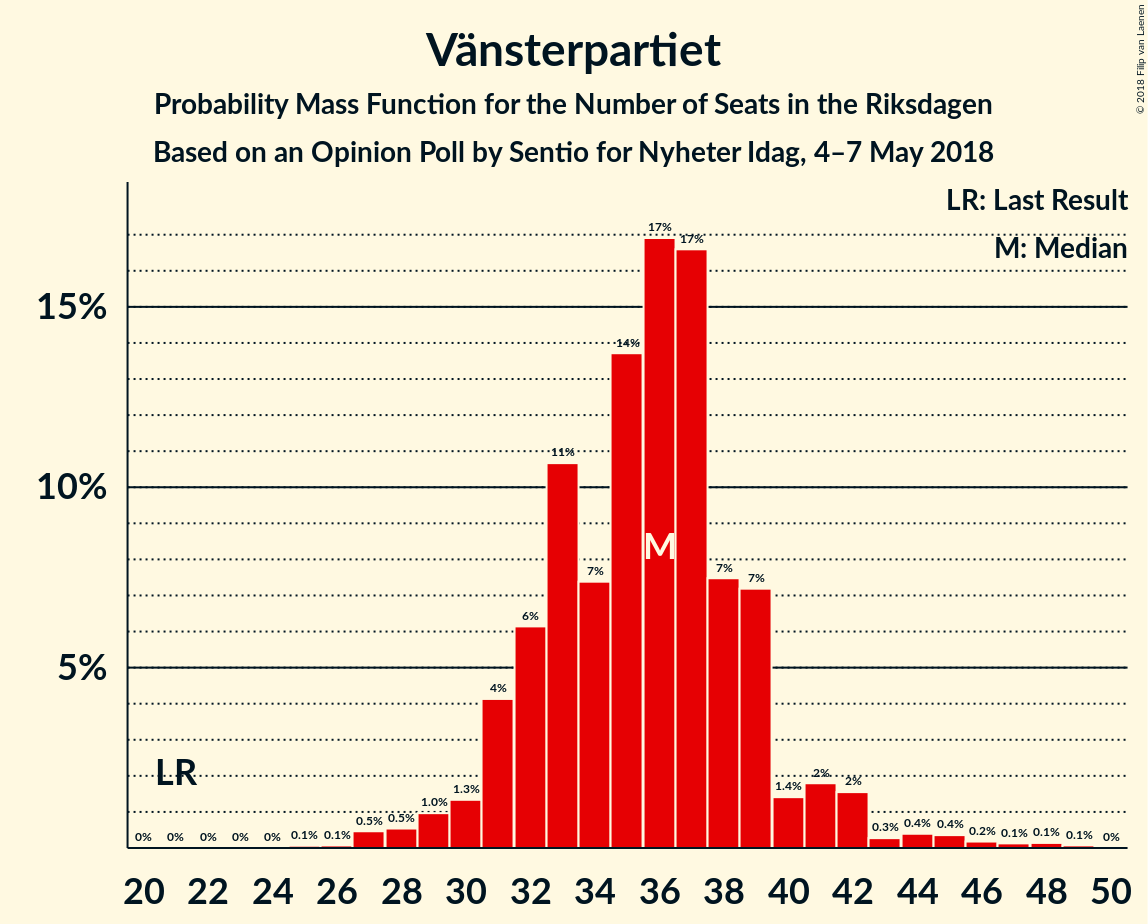 Vänsterpartiet
Probability Mass Function for the Number of Seats in the Riksdagen
Based on an Opinion Poll by Sentio for Nyheter Idag, 4–7 May 2018
© 2018 Filip van Laenen
LR: Last Result
M: Median
15%
10%
5%
LR
M
0% 0% 0% 0% 0% 0.1% 0.1% 0.5% 0.5% 1.0% 1.3% 4% 6% 11% 7% 14% 17% 17% 7% 7% 1.4% 2% 2% 0.3% 0.4% 0.4% 0.2% 0.1% 0.1% 0.1% 0%
20 22 24 26 28 30 32 34 36 38 40 42 44 46 48 50